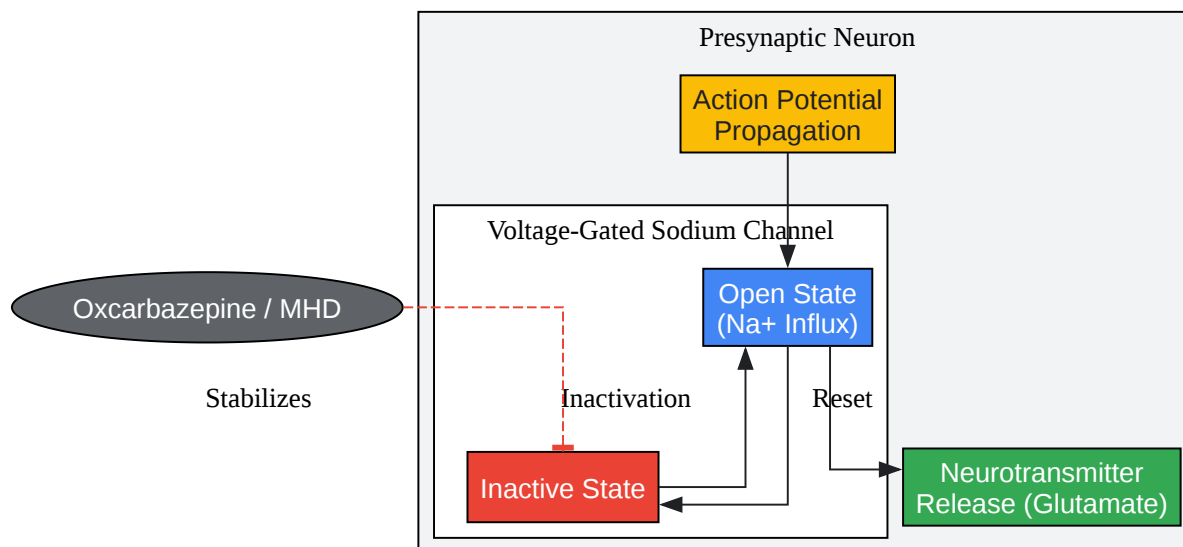 Presynaptic Neuron
Action Potential
Propagation
Voltage-Gated Sodium Channel
Open State
(Na+ Influx)
Oxcarbazepine / MHD
Stabilizes
Inactivation
Reset
Inactive State
Neurotransmitter
Release (Glutamate)